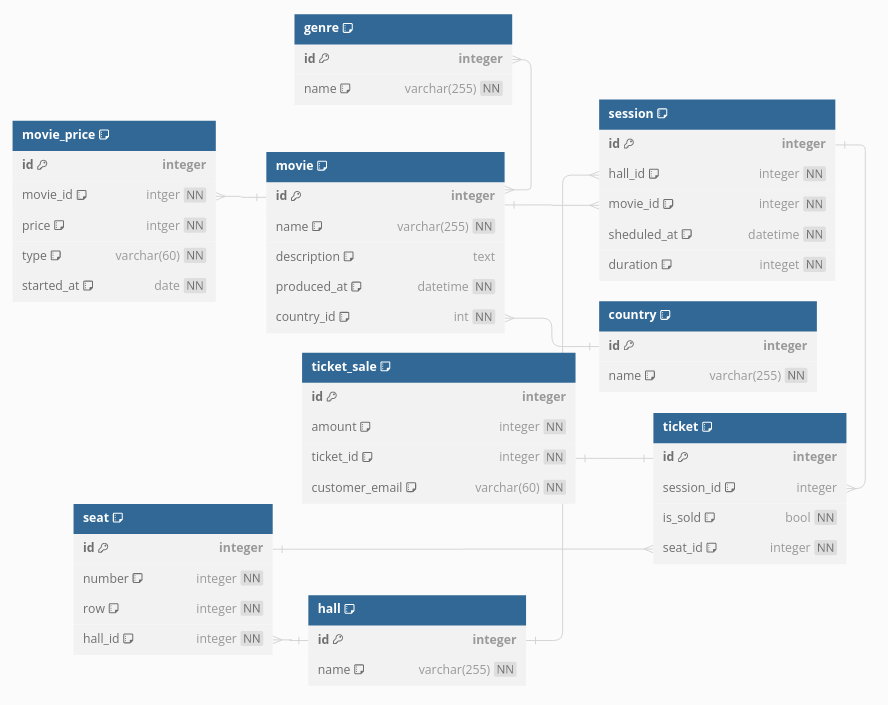 genre
id integer
name varchar(255) NN
movie_price
id integer
movie_id intger NN
price intger NN
type varchar(60) NN
started_at date NN
movie
id integer
name varchar(255) NN
description text
produced_at datetime NN
country_id int NN
session
id integer
hall_id integer NN
movie_id integer NN
sheduled_at datetime NN
duration integet NN
country
id integer
name varchar(255) NN
ticket_sale
id integer
amount integer NN
ticket_id integer NN
customer_email varchar(60) NN
ticket
id integer
session_id integer
is_sold bool NN
seat_id integer NN
seat
id integer
number integer NN
row integer NN
hall_id integer NN
hall
id integer
name varchar(255) NN